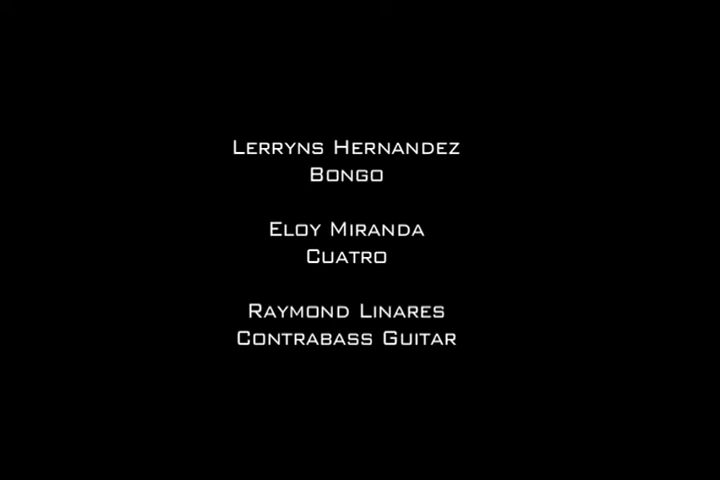 Lerryns Hernandez
Bongo
Eloy Miranda
Cuatro
Raymond Linares
Contrabass Guitar